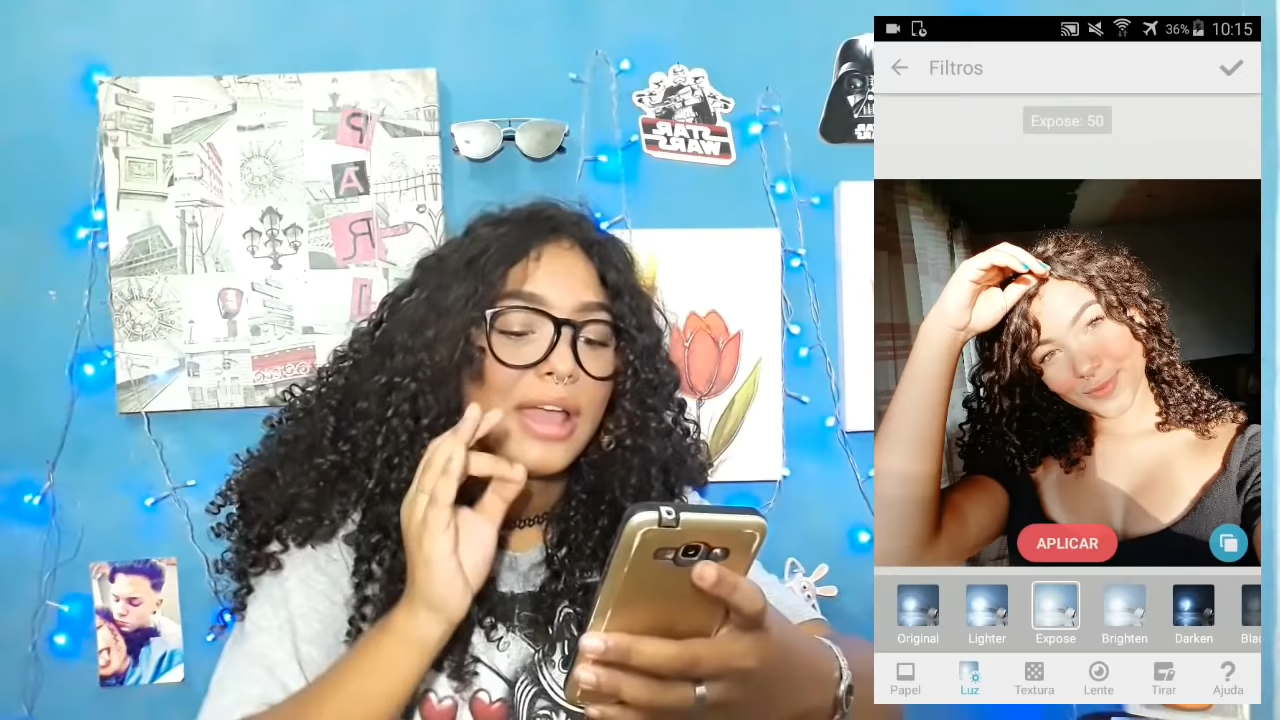 P
A
R
I
STAR
WARS
36% 10:15
Filtros
Expose: 50
APLICAR
Original Lighter Expose Brighten Darken Blac
Papel Luz Textura Lente Tirar Ajuda